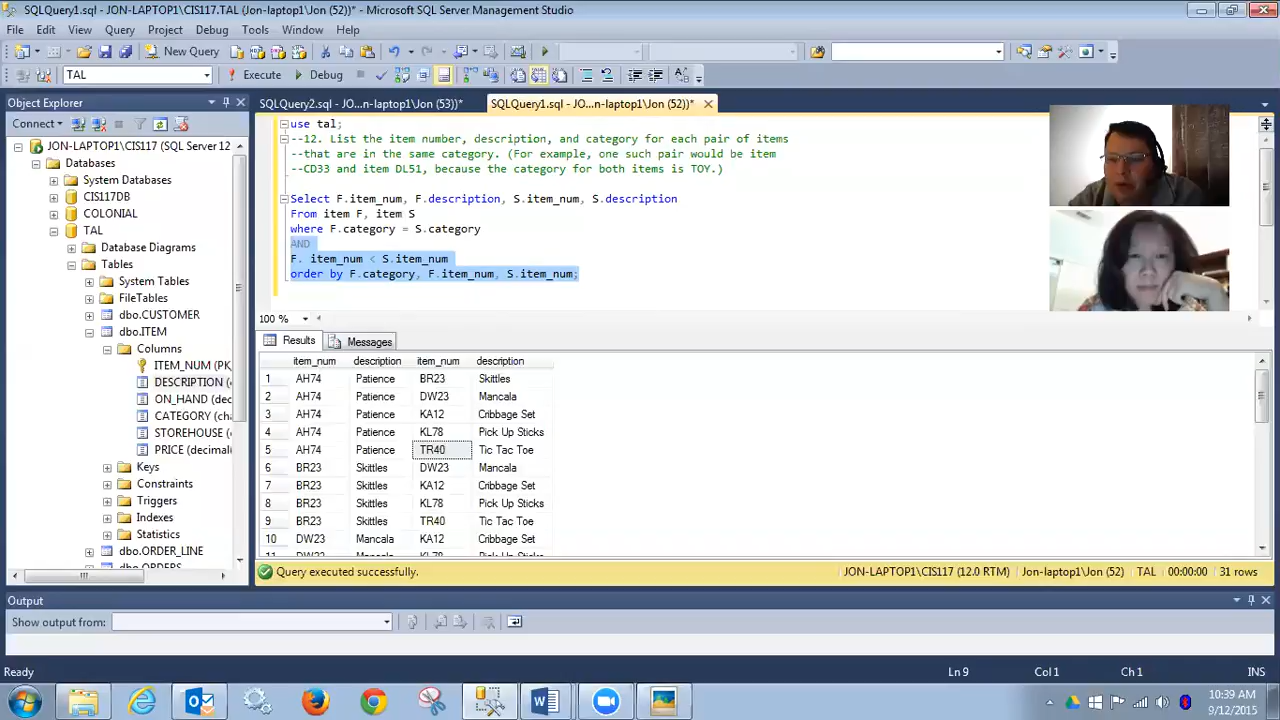 SQLQuery1.sql - JON-LAPTOP1\CIS117.TAL (Jon-laptop1\Jon (52))* - Microsoft SQL Server Management Studio
File Edit View Query Project Debug Tools Window Help
New Query
TAL Execute Debug
Object Explorer
SQLQuery2.sql - JO...n-laptop1\Jon (53))*
SQLQuery1.sql - JO...n-laptop1\Jon (52))*
Connect
JON-LAPTOP1\CIS117 (SQL Server 12
Databases
System Databases
CIS117DB
COLONIAL
TAL
Database Diagrams
Tables
System Tables
FileTables
dbo.CUSTOMER
dbo.ITEM
Columns
ITEM_NUM (PK,
DESCRIPTION (
ON_HAND (dec
CATEGORY (cha
STOREHOUSE (
PRICE (decimal(
Keys
Constraints
Triggers
Indexes
Statistics
dbo.ORDER_LINE
dbo.ORDERS
use tal;
--12. List the item number, description, and category for each pair of items
--that are in the same category. (For example, one such pair would be item
--CD33 and item DL51, because the category for both items is TOY.)
Select F.item_num, F.description, S.item_num, S.description
From item F, item S
where F.category = S.category
AND
F. item_num < S.item_num
order by F.category, F.item_num, S.item_num;
100 %
Results Messages
item_num description item_num description
1 AH74 Patience BR23 Skittles
2 AH74 Patience DW23 Mancala
3 AH74 Patience KA12 Cribbage Set
4 AH74 Patience KL78 Pick Up Sticks
5 AH74 Patience TR40 Tic Tac Toe
6 BR23 Skittles DW23 Mancala
7 BR23 Skittles KA12 Cribbage Set
8 BR23 Skittles KL78 Pick Up Sticks
9 BR23 Skittles TR40 Tic Tac Toe
10 DW23 Mancala KA12 Cribbage Set
11 DW23 Mancala KL78 Pick Up Sticks
Query executed successfully.
JON-LAPTOP1\CIS117 (12.0 RTM) Jon-laptop1\Jon (52) TAL 00:00:00 31 rows
Output
Show output from:
Ready
Ln 9 Col 1 Ch 1 INS
10:39 AM
9/12/2015